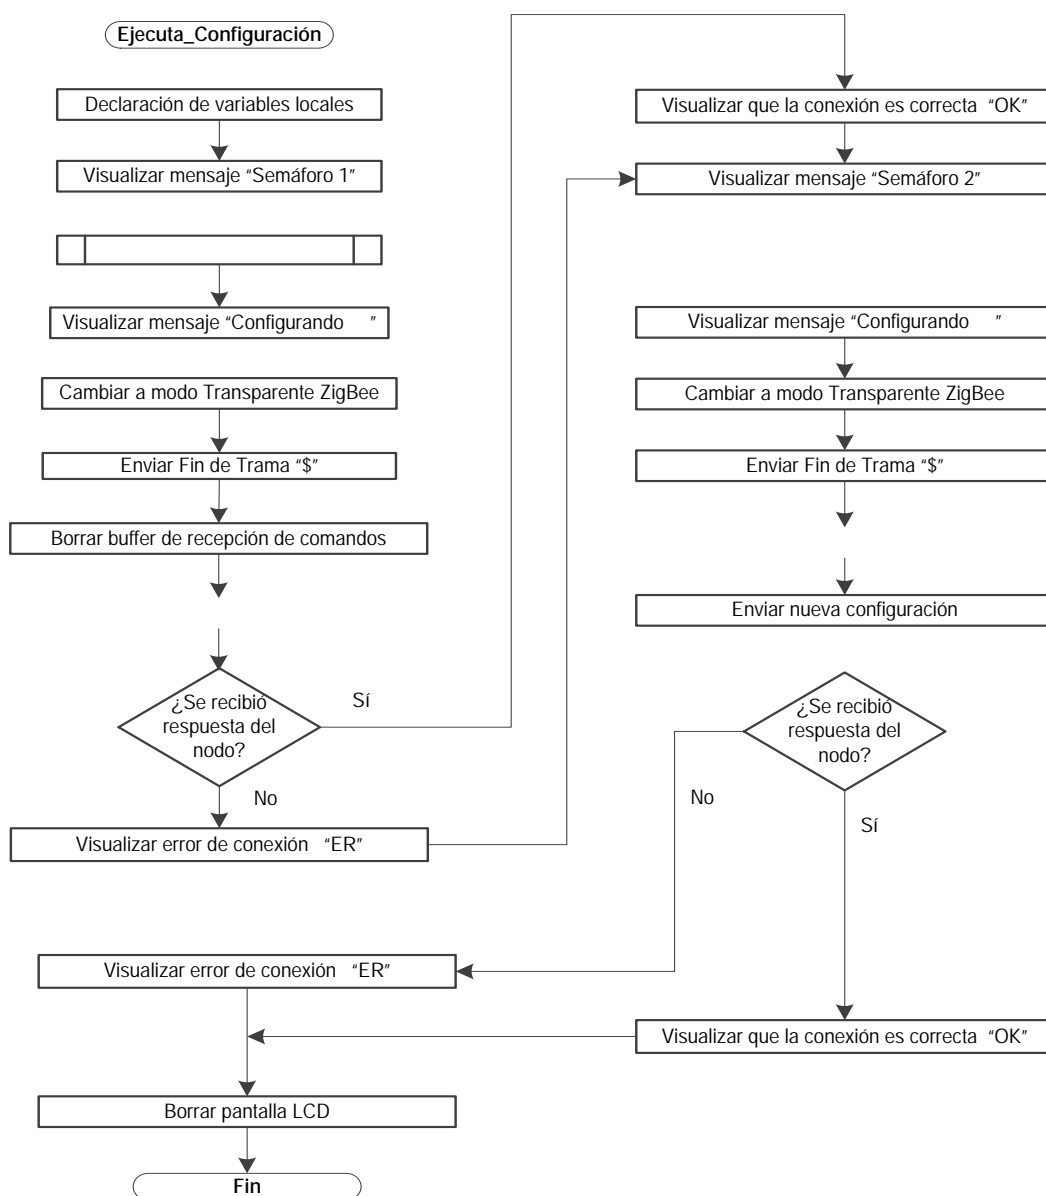 Ejecuta_Configuración
Declaración de variables locales
Visualizar mensaje “Semáforo 1”
Visualizar mensaje “Configurando ”
Cambiar a modo Transparente ZigBee
Enviar Fin de Trama “$”
Borrar buffer de recepción de comandos
¿Se recibió
respuesta del
nodo?
Sí
No
Visualizar error de conexión “ER”
Visualizar que la conexión es correcta “OK”
Visualizar mensaje “Semáforo 2”
Visualizar mensaje “Configurando ”
Cambiar a modo Transparente ZigBee
Enviar Fin de Trama “$”
Enviar nueva configuración
¿Se recibió
respuesta del
nodo?
No
Sí
Visualizar error de conexión “ER”
Visualizar que la conexión es correcta “OK”
Borrar pantalla LCD
Fin